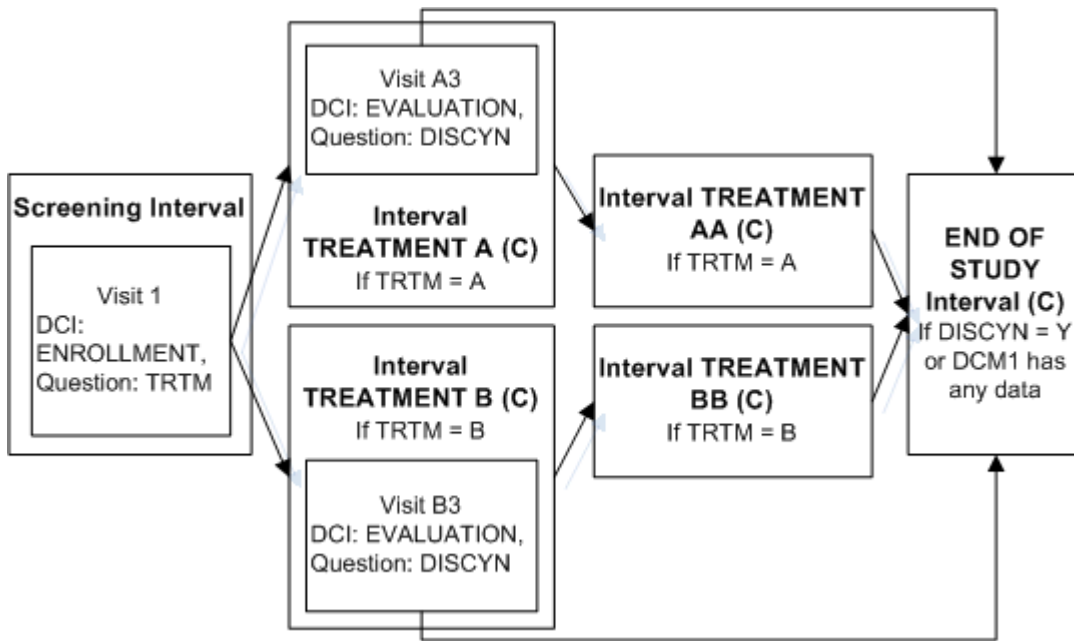 Screening Interval
Visit 1
DCI:
ENROLLMENT,
Question: TRTM
Visit A3
DCI: EVALUATION,
Question: DISCYN
Interval
TREATMENT A (C)
If TRTM = A
Interval
TREATMENT B (C)
If TRTM = B
Visit B3
DCI: EVALUATION,
Question: DISCYN
Interval TREATMENT
AA (C)
If TRTM = A
Interval TREATMENT
BB (C)
If TRTM = B
END OF
STUDY
Interval (C)
If DISCYN = Y
or DCM1 has
any data